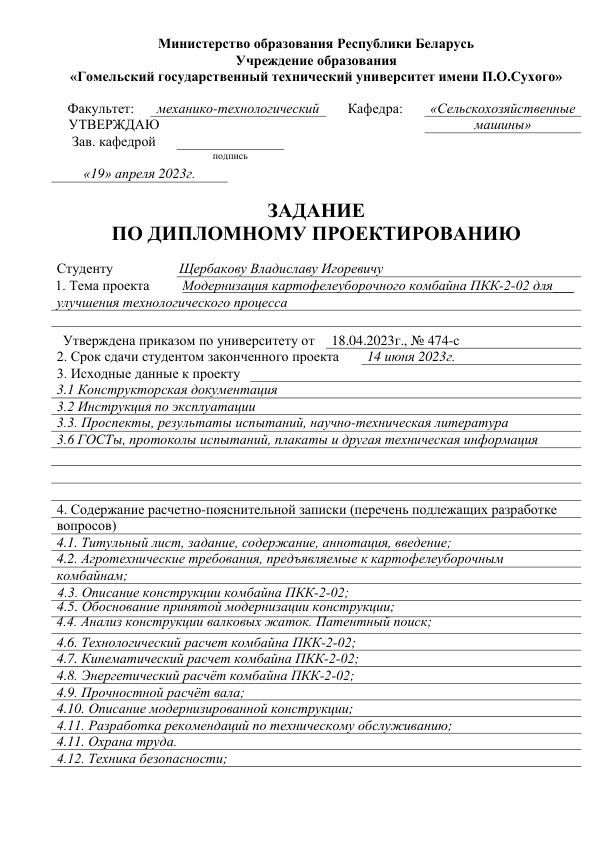 Министерство образования Республики Беларусь
Учреждение образования
«Гомельский государственный технический университет имени П.О.Сухого»
Факультет: механико-технологический Кафедра: «Сельскохозяйственные
УТВЕРЖДАЮ машины»
Зав. кафедрой
подпись
«19» апреля 2023г.
ЗАДАНИЕ
ПО ДИПЛОМНОМУ ПРОЕКТИРОВАНИЮ
Студенту Щербакову Владиславу Игоревичу
1. Тема проекта Модернизация картофелеуборочного комбайна ПКК-2-02 для___
улучшения технологического процесса
Утверждена приказом по университету от 18.04.2023г., № 474-с
2. Срок сдачи студентом законченного проекта 14 июня 2023г.
3. Исходные данные к проекту
3.1 Конструкторская документация
3.2 Инструкция по эксплуатации
3.3. Проспекты, результаты испытаний, научно-техническая литература
3.6 ГОСТы, протоколы испытаний, плакаты и другая техническая информация
4. Содержание расчетно-пояснительной записки (перечень подлежащих разработке
вопросов)
4.1. Титульный лист, задание, содержание, аннотация, введение;
4.2. Агротехнические требования, предъявляемые к картофелеуборочным
комбайнам;
4.3. Описание конструкции комбайна ПКК-2-02;
4.5. Обоснование принятой модернизации конструкции;
4.4. Анализ конструкции валковых жаток. Патентный поиск;
4.6. Технологический расчет комбайна ПКК-2-02;
4.7. Кинематический расчет комбайна ПКК-2-02;
4.8. Энергетический расчёт комбайна ПКК-2-02;
4.9. Прочностной расчёт вала;
4.10. Описание модернизированной конструкции;
4.11. Разработка рекомендаций по техническому обслуживанию;
4.11. Охрана труда.
4.12. Техника безопасности;